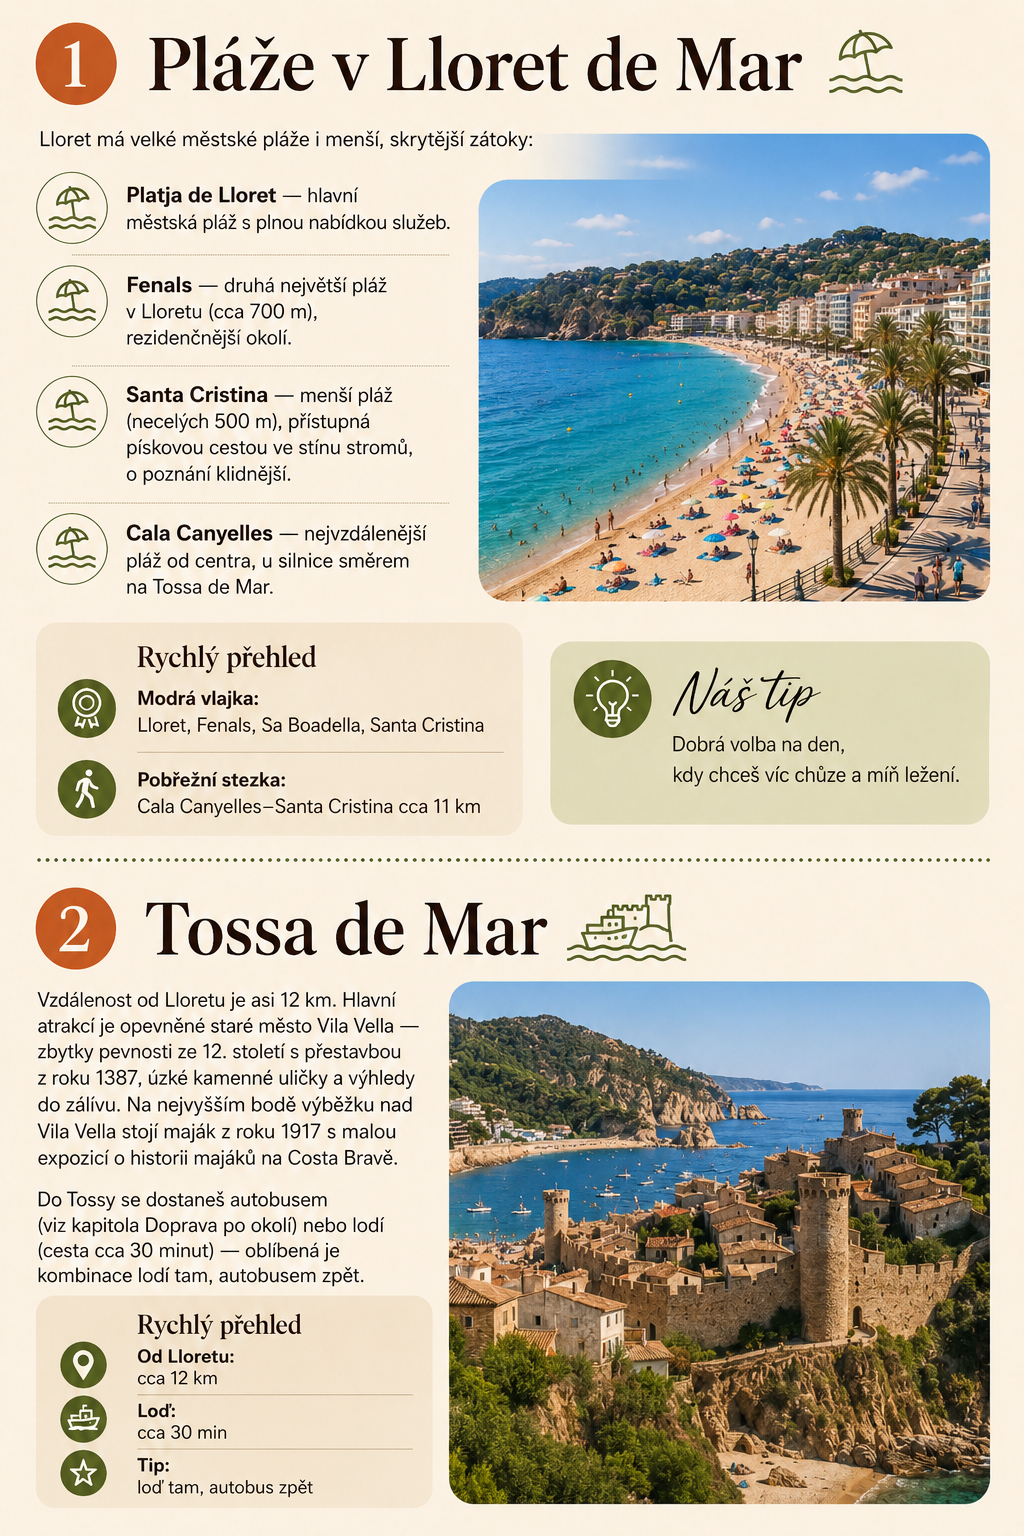 1 Pláže v Lloret de Mar
Lloret má velké městské pláže i menší, skrytější zátoky:
Platja de Lloret — hlavní
městská pláž s plnou nabídkou služeb.
Fenals — druhá největší pláž
v Lloretu (cca 700 m),
rezidenčnější okolí.
Santa Cristina — menší pláž
(necelých 500 m), přístupná
pískovou cestou ve stínu stromů,
o poznání klidnější.
Cala Canyelles — nejvzdálenější
pláž od centra, u silnice směrem
na Tossa de Mar.
Rychlý přehled
Modrá vlajka:
Lloret, Fenals, Sa Boadella, Santa Cristina
Pobřežní stezka:
Cala Canyelles–Santa Cristina cca 11 km
Náš tip
Dobrá volba na den,
kdy chceš víc chůze a míň ležení.
2 Tossa de Mar
Vzdálenost od Lloretu je asi 12 km. Hlavní
atrakcí je opevněné staré město Vila Vella —
zbytky pevnosti ze 12. století s přestavbou
z roku 1387, úzké kamenné uličky a výhledy
do zálivu. Na nejvyšším bodě výběžku nad
Vila Vella stojí maják z roku 1917 s malou
expozicí o historii majáků na Costa Bravě.
Do Tossy se dostaneš autobusem
(viz kapitola Doprava po okolí) nebo lodí
(cesta cca 30 minut) — oblíbená je
kombinace lodí tam, autobusem zpět.
Rychlý přehled
Od Lloretu:
cca 12 km
Loď:
cca 30 min
Tip:
loď tam, autobus zpět